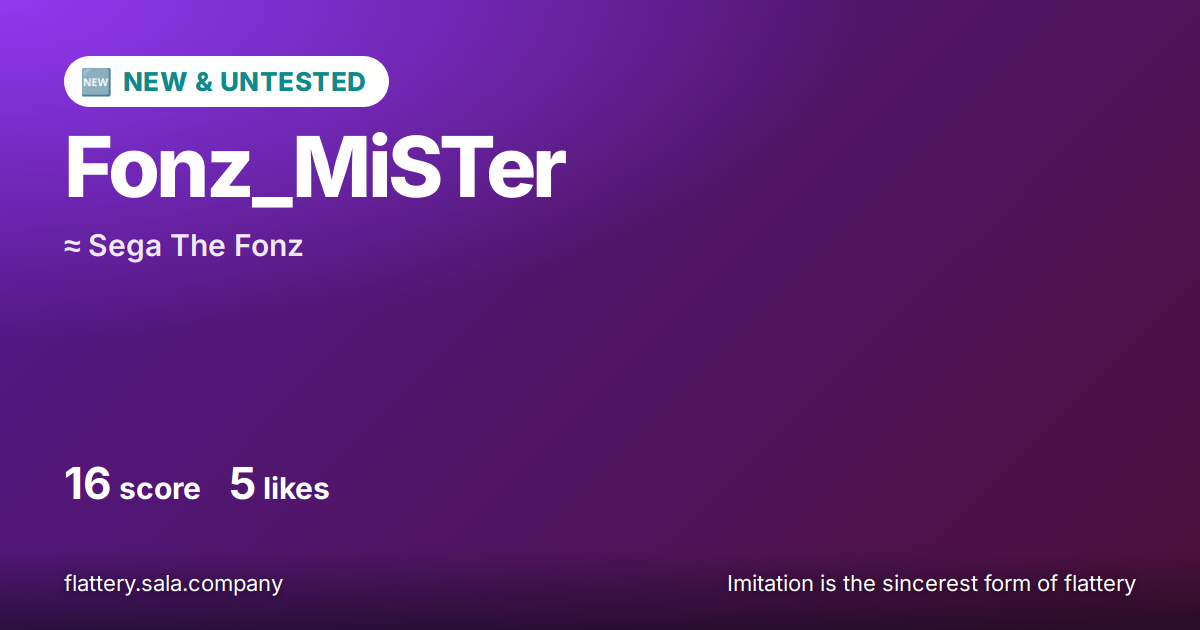 🆕 NEW & UNTESTED
Fonz_MiSTer
≈ Sega The Fonz
16 score 5 likes
flattery.sala.company
Imitation is the sincerest form of flattery